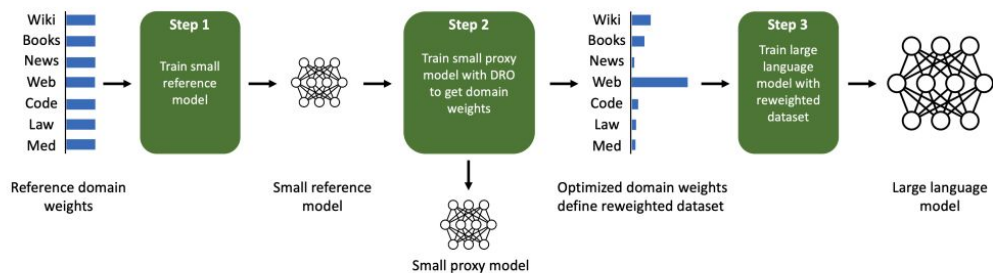 Wiki
Books
News
Web
Code
Law
Med
Reference domain
weights
Step 1
Train small
reference
model
Small reference
model
Step 2
Train small proxy
model with DRO
to get domain
weights
Small proxy model
Wiki
Books
News
Web
Code
Law
Med
Optimized domain weights
define reweighted dataset
Step 3
Train large
language
model with
reweighted
dataset
Large language
model